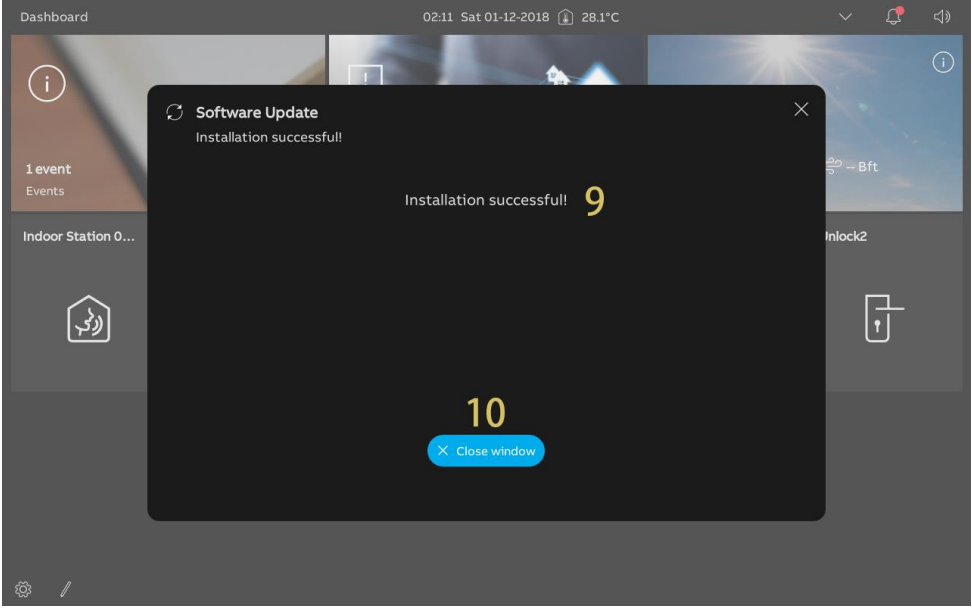 Dashboard
02:11 Sat 01-12-2018 28.1°C
Software Update
Installation successful!
1 event
Events
-- Bft
Installation successful! 9
Indoor Station 0...
Unlock2
10
Close window